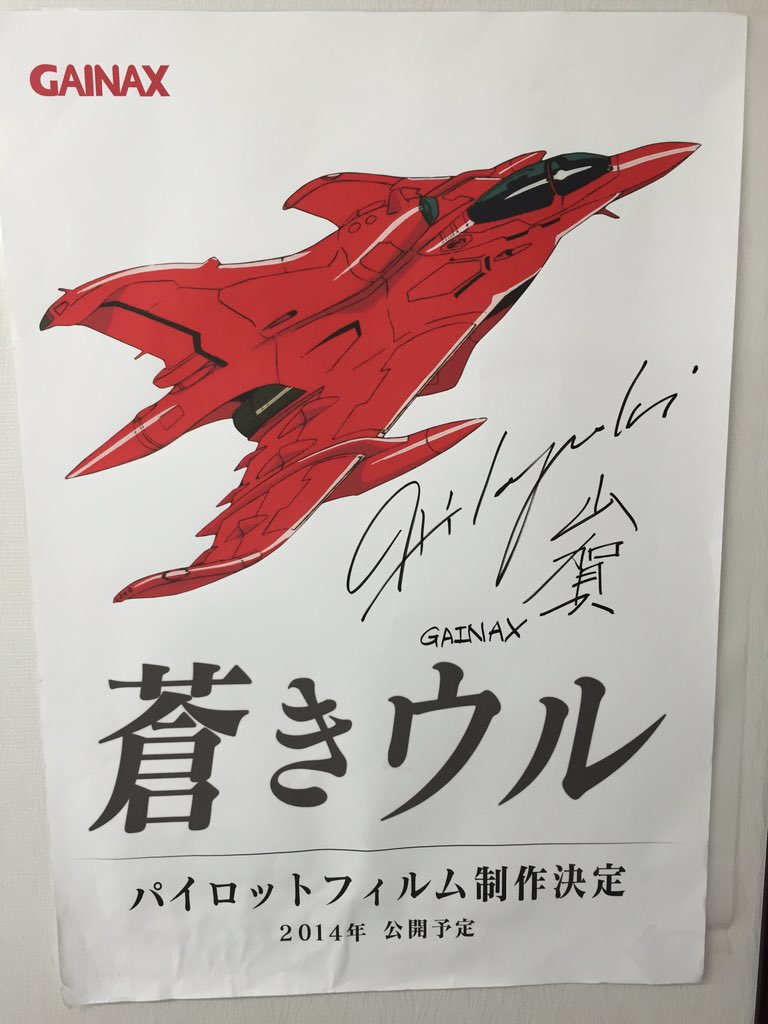 GAINAX
Hiloyuki
山賀
GAINAX
蒼きウル
パイロットフィルム制作決定
2014年 公開予定